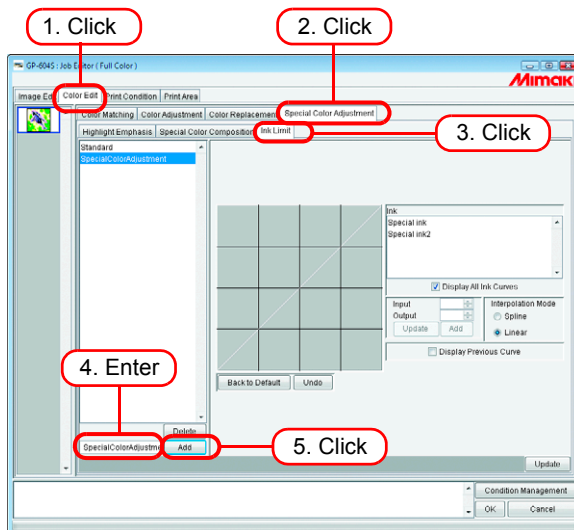 1. Click
2. Click
GP-604S : Job Editor ( Full Color )
Mimaki
Color Edit Print Condition Print Area
Color Matching Color Adjustment Color Replacement Special Color Adjustment
Highlight Emphasis Special Color Composition Ink Limit
3. Click
Standard
SpecialColorAdjustment
Ink
Special ink
Special ink2
Display All Ink Curves
Input
Interpolation Mode
Output
Spline
Update Add
Linear
Display Previous Curve
4. Enter
Back to Default Undo
Delete
SpecialColorAdjustme Add
5. Click
Update
Condition Management
OK Cancel